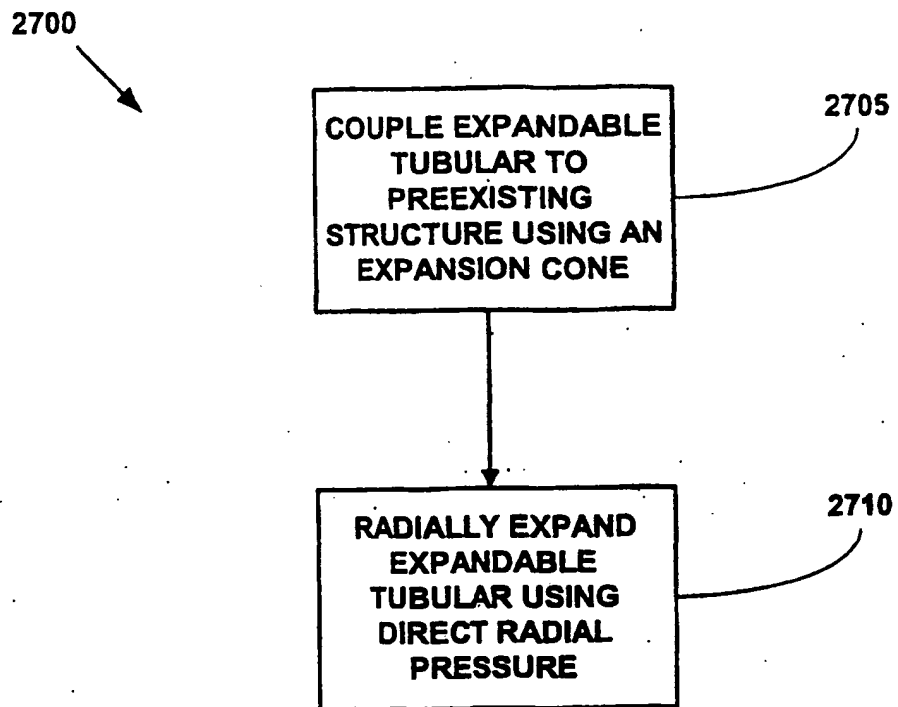 2700
COUPLE EXPANDABLE
TUBULAR TO
PREEXISTING
STRUCTURE USING AN
EXPANSION CONE
2705
RADIALLY EXPAND
EXPANDABLE
TUBULAR USING
DIRECT RADIAL
PRESSURE
2710